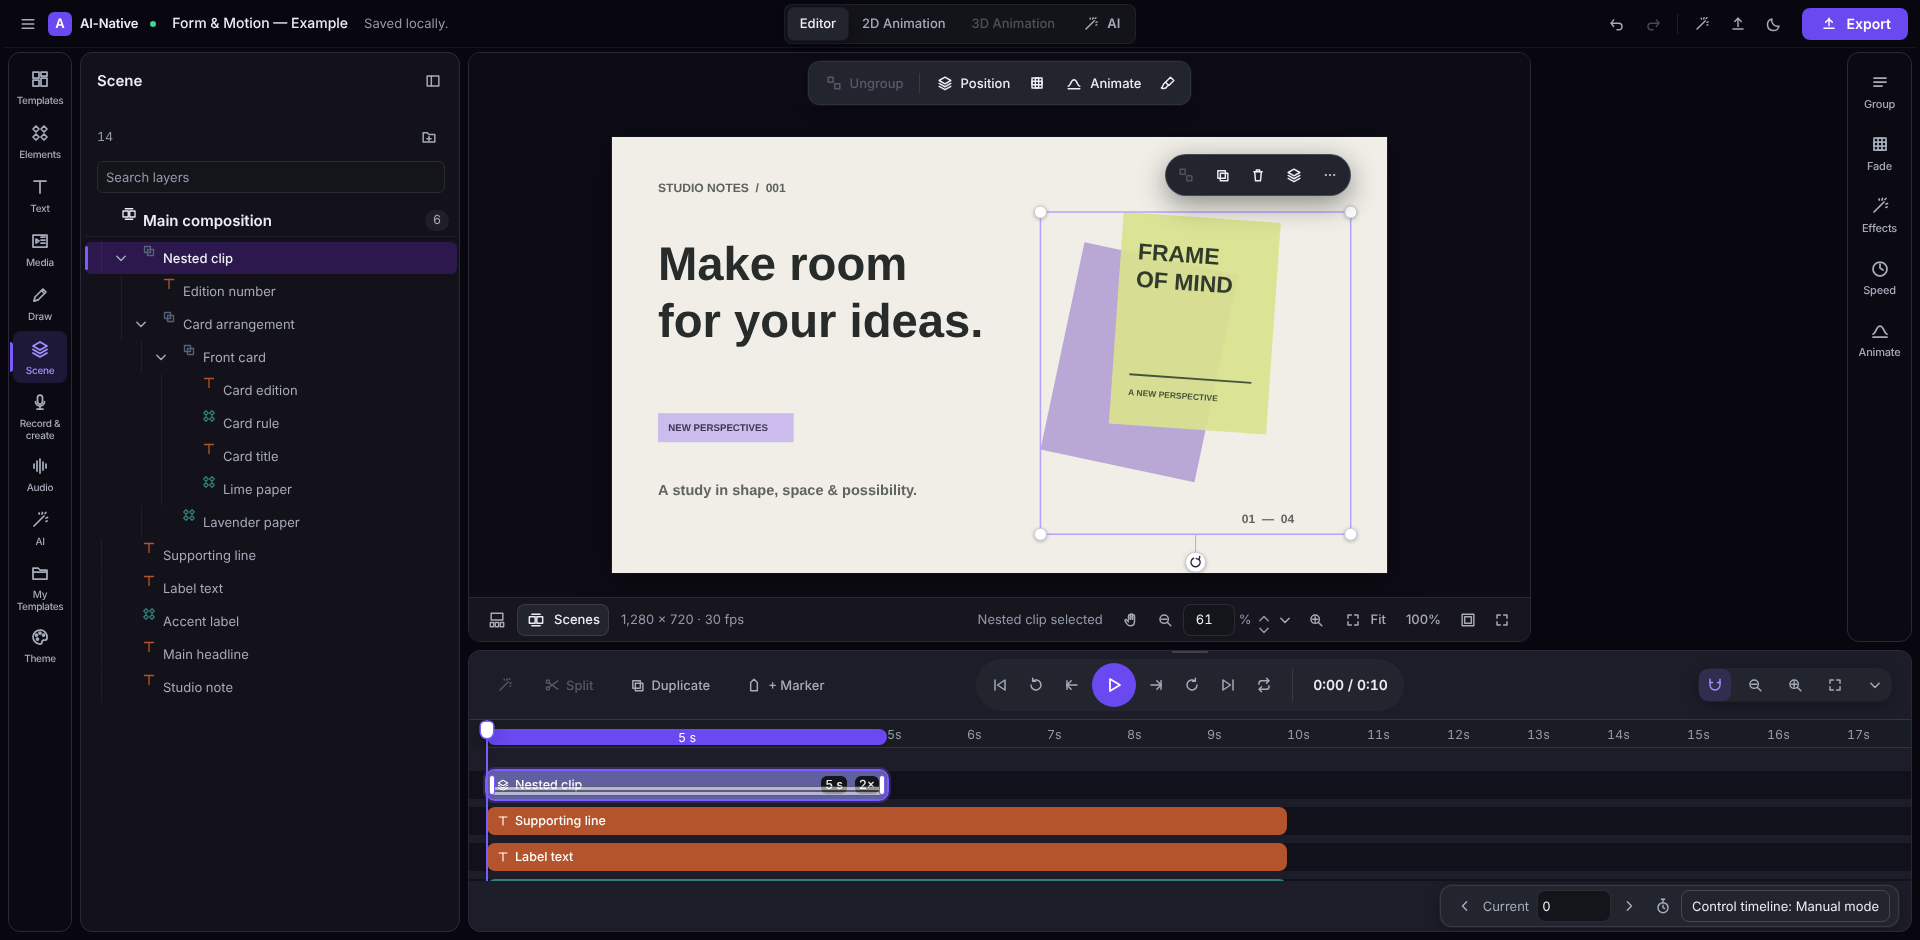 A AI-Native Form & Motion — Example Saved locally.
Editor 2D Animation 3D Animation AI
Export
Templates
Elements
Text
Media
Draw
Scene
Record &
create
Audio
AI
My
Templates
Theme
Scene
14
Search layers
Main composition 6
Nested clip
Edition number
Card arrangement
Front card
Card edition
Card rule
Card title
Lime paper
Lavender paper
Supporting line
Label text
Accent label
Main headline
Studio note
Ungroup Position Animate
STUDIO NOTES / 001
Make room
for your ideas.
NEW PERSPECTIVES
A study in shape, space & possibility.
FRAME
OF MIND
A NEW PERSPECTIVE
01 — 04
Scenes 1,280 × 720 · 30 fps
Nested clip selected 61 % Fit 100%
Group
Fade
Effects
Speed
Animate
Split Duplicate + Marker
0:00 / 0:10
5 s 5s 6s 7s 8s 9s 10s 11s 12s 13s 14s 15s 16s 17s
Nested clip 5 s 2×
Supporting line
Label text
Current 0 Control timeline: Manual mode